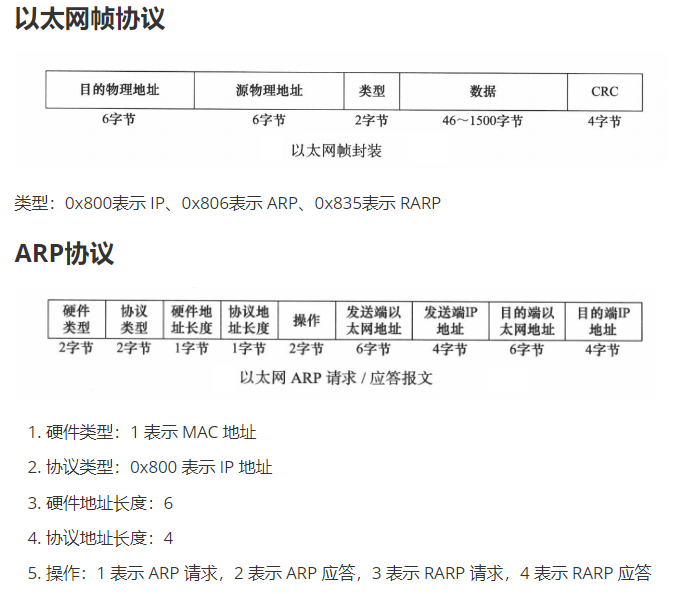 以太网帧协议
目的物理地址 源物理地址 类型 数据 CRC
6字节 6字节 2字节 46～1500字节 4字节
以太网帧封装
类型：0x800表示 IP、0x806表示 ARP、0x835表示 RARP
ARP协议
硬件 协议 硬件地 协议地 操作 发送端以 发送端IP 目的端以 目的端IP
类型 类型 址长度 址长度 太网地址 地址 太网地址 地址
2字节 2字节 1字节 1字节 2字节 6字节 4字节 6字节 4字节
以太网 ARP 请求 / 应答报文
1. 硬件类型：1 表示 MAC 地址
2. 协议类型：0x800 表示 IP 地址
3. 硬件地址长度：6
4. 协议地址长度：4
5. 操作：1 表示 ARP 请求，2 表示 ARP 应答，3 表示 RARP 请求，4 表示 RARP 应答